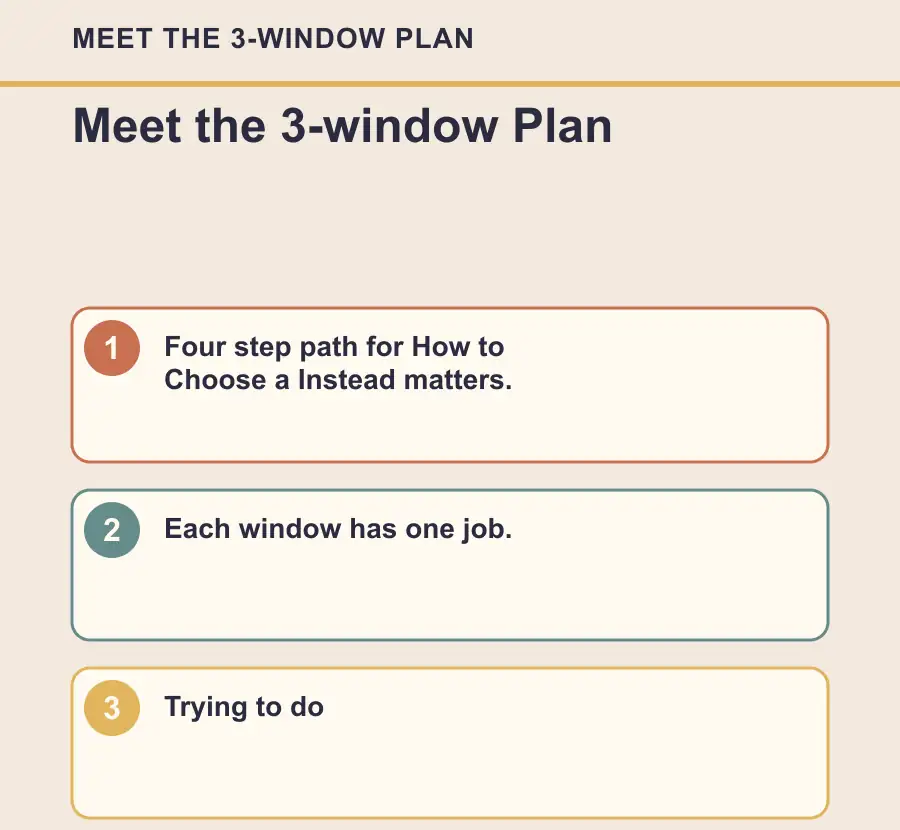 MEET THE 3-WINDOW PLAN
Meet the 3-window Plan
1
Four step path for How to
Choose a Instead matters.
2
Each window has one job.
3
Trying to do